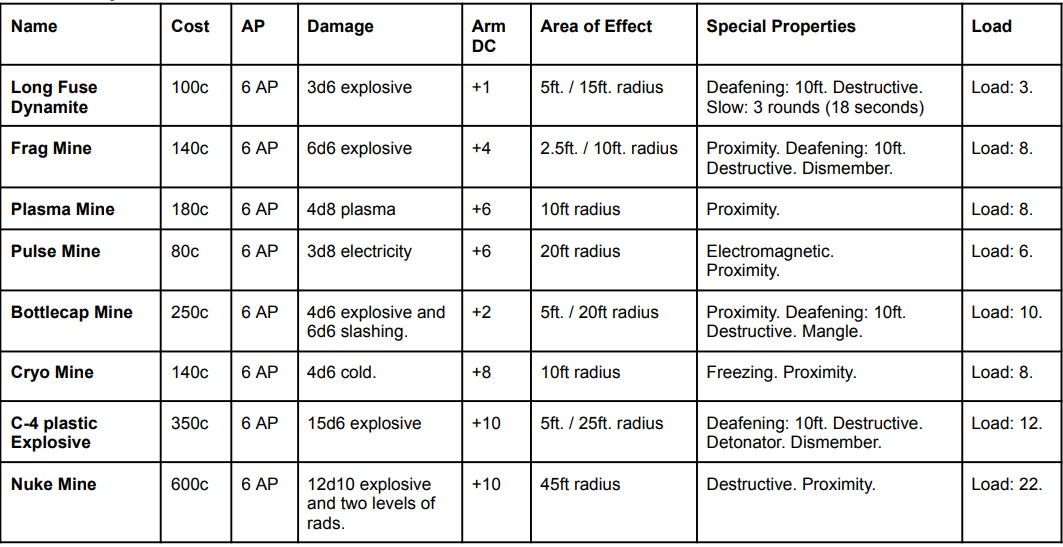 Name Cost AP Damage Arm DC Area of Effect Special Properties Load
Long Fuse Dynamite 100c 6 AP 3d6 explosive +1 5ft. / 15ft. radius Deafening: 10ft. Destructive. Slow: 3 rounds (18 seconds) Load: 3.
Frag Mine 140c 6 AP 6d6 explosive +4 2.5ft. / 10ft. radius Proximity. Deafening: 10ft. Destructive. Dismember. Load: 8.
Plasma Mine 180c 6 AP 4d8 plasma +6 10ft radius Proximity. Load: 8.
Pulse Mine 80c 6 AP 3d8 electricity +6 20ft radius Electromagnetic. Proximity. Load: 6.
Bottlecap Mine 250c 6 AP 4d6 explosive and 6d6 slashing. +2 5ft. / 20ft radius Proximity. Deafening: 10ft. Destructive. Mangle. Load: 10.
Cryo Mine 140c 6 AP 4d6 cold. +8 10ft radius Freezing. Proximity. Load: 8.
C-4 plastic Explosive 350c 6 AP 15d6 explosive +10 5ft. / 25ft. radius Deafening: 10ft. Destructive. Detonator. Dismember. Load: 12.
Nuke Mine 600c 6 AP 12d10 explosive and two levels of rads. +10 45ft radius Destructive. Proximity. Load: 22.